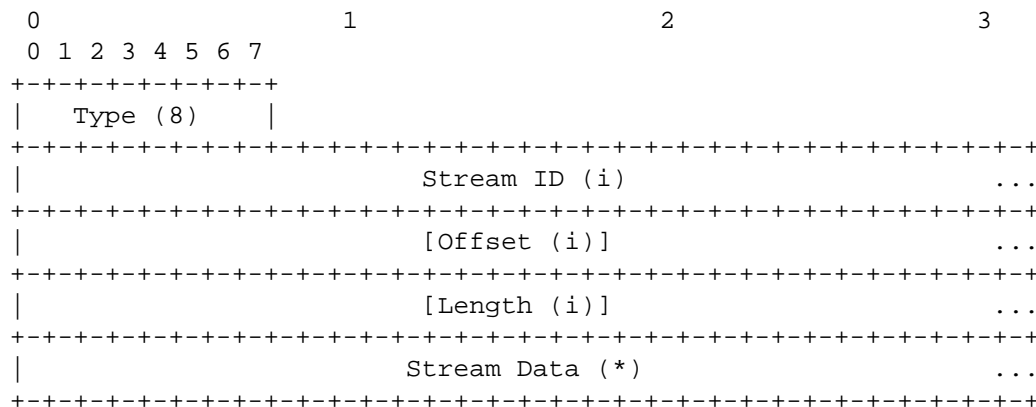 0                   1                   2                   3
 0 1 2 3 4 5 6 7
+-+-+-+-+-+-+-+-+
|   Type (8)    |
+-+-+-+-+-+-+-+-+-+-+-+-+-+-+-+-+-+-+-+-+-+-+-+-+-+-+-+-+-+-+-+-+
|                         Stream ID (i)                       ...
+-+-+-+-+-+-+-+-+-+-+-+-+-+-+-+-+-+-+-+-+-+-+-+-+-+-+-+-+-+-+-+-+
|                         [Offset (i)]                        ...
+-+-+-+-+-+-+-+-+-+-+-+-+-+-+-+-+-+-+-+-+-+-+-+-+-+-+-+-+-+-+-+-+
|                         [Length (i)]                        ...
+-+-+-+-+-+-+-+-+-+-+-+-+-+-+-+-+-+-+-+-+-+-+-+-+-+-+-+-+-+-+-+-+
|                        Stream Data (*)                      ...
+-+-+-+-+-+-+-+-+-+-+-+-+-+-+-+-+-+-+-+-+-+-+-+-+-+-+-+-+-+-+-+-+